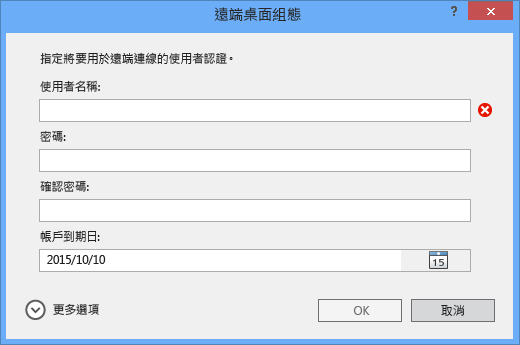 遠端桌面組態
?
指定將要用於遠端連線的使用者認證。
使用者名稱:
密碼:
確認密碼:
帳戶到期日:
2015/10/10
15
更多選項
OK
取消